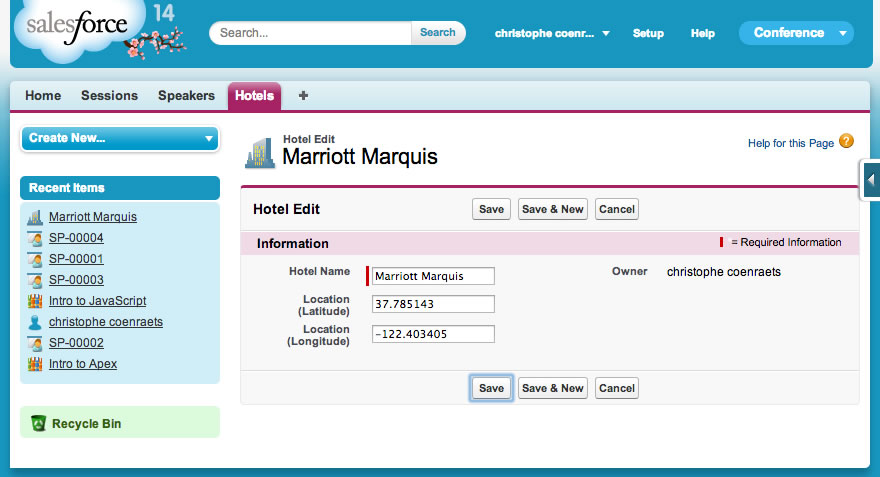 salesforce
14
Search...
Search
christophe coenr...
Setup
Help
Conference
Home Sessions Speakers Hotels +
Create New...
Hotel Edit
Marriott Marquis
Help for this Page ?
Recent Items
Marriott Marquis
SP-00004
SP-00001
SP-00003
Intro to JavaScript
christophe coenraets
SP-00002
Intro to Apex
Recycle Bin
Hotel Edit Save Save & New Cancel
Information = Required Information
Hotel Name Marriott Marquis Owner christophe coenraets
Location
(Latitude) 37.785143
Location
(Longitude) -122.403405
Save Save & New Cancel